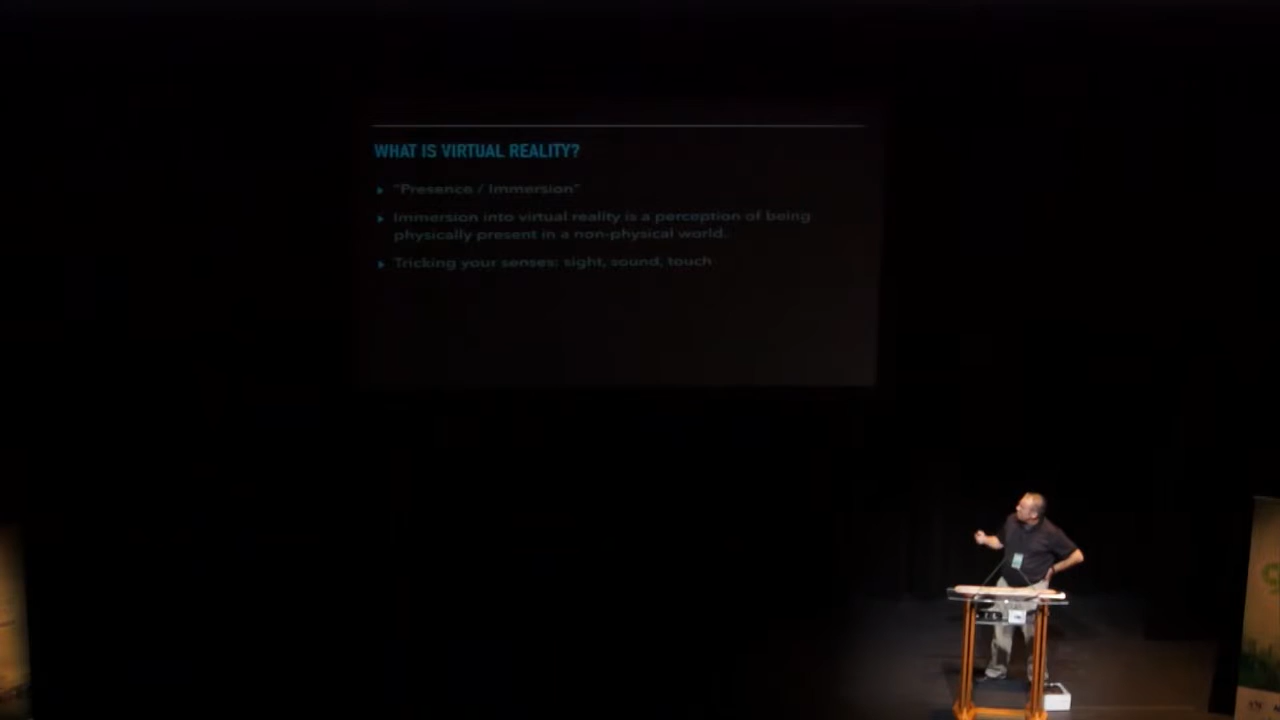 WHAT IS VIRTUAL REALITY?
"Presence / Immersion"
Immersion into virtual reality is a perception of being
physically present in a non-physical world.
Tricking your senses: sight, sound, touch